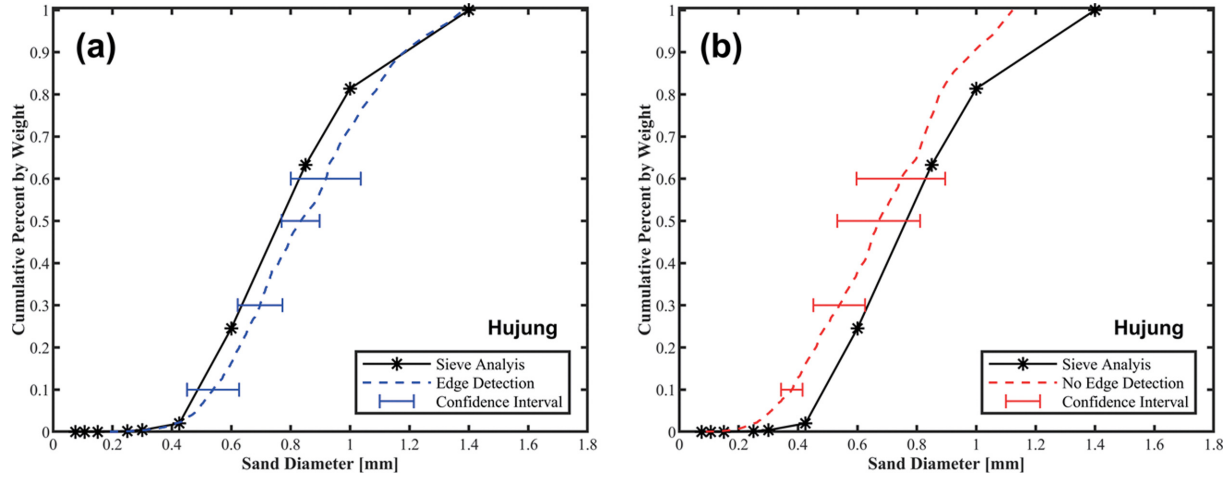 (a)
Cumulative Percent by Weight
1
0.9
0.8
0.7
0.6
0.5
0.4
0.3
0.2
0.1
0
Hujung
Sieve Analyis
Edge Detection
Confidence Interval
0 0.2 0.4 0.6 0.8 1 1.2 1.4 1.6 1.8
Sand Diameter [mm]
(b)
Cumulative Percent by Weight
1
0.9
0.8
0.7
0.6
0.5
0.4
0.3
0.2
0.1
0
Hujung
Sieve Analyis
No Edge Detection
Confidence Interval
0 0.2 0.4 0.6 0.8 1 1.2 1.4 1.6 1.8
Sand Diameter [mm]